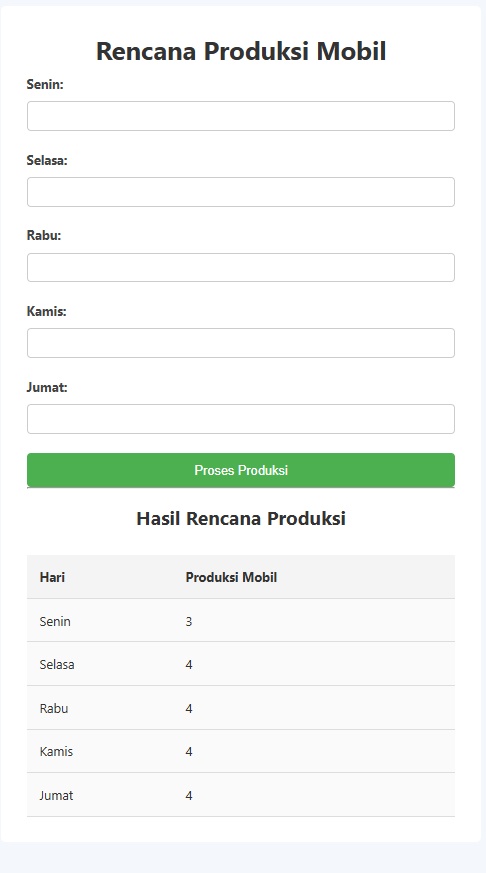 Rencana Produksi Mobil
Senin:
Selasa:
Rabu:
Kamis:
Jumat:
Proses Produksi
Hasil Rencana Produksi
Hari Produksi Mobil
Senin 3
Selasa 4
Rabu 4
Kamis 4
Jumat 4